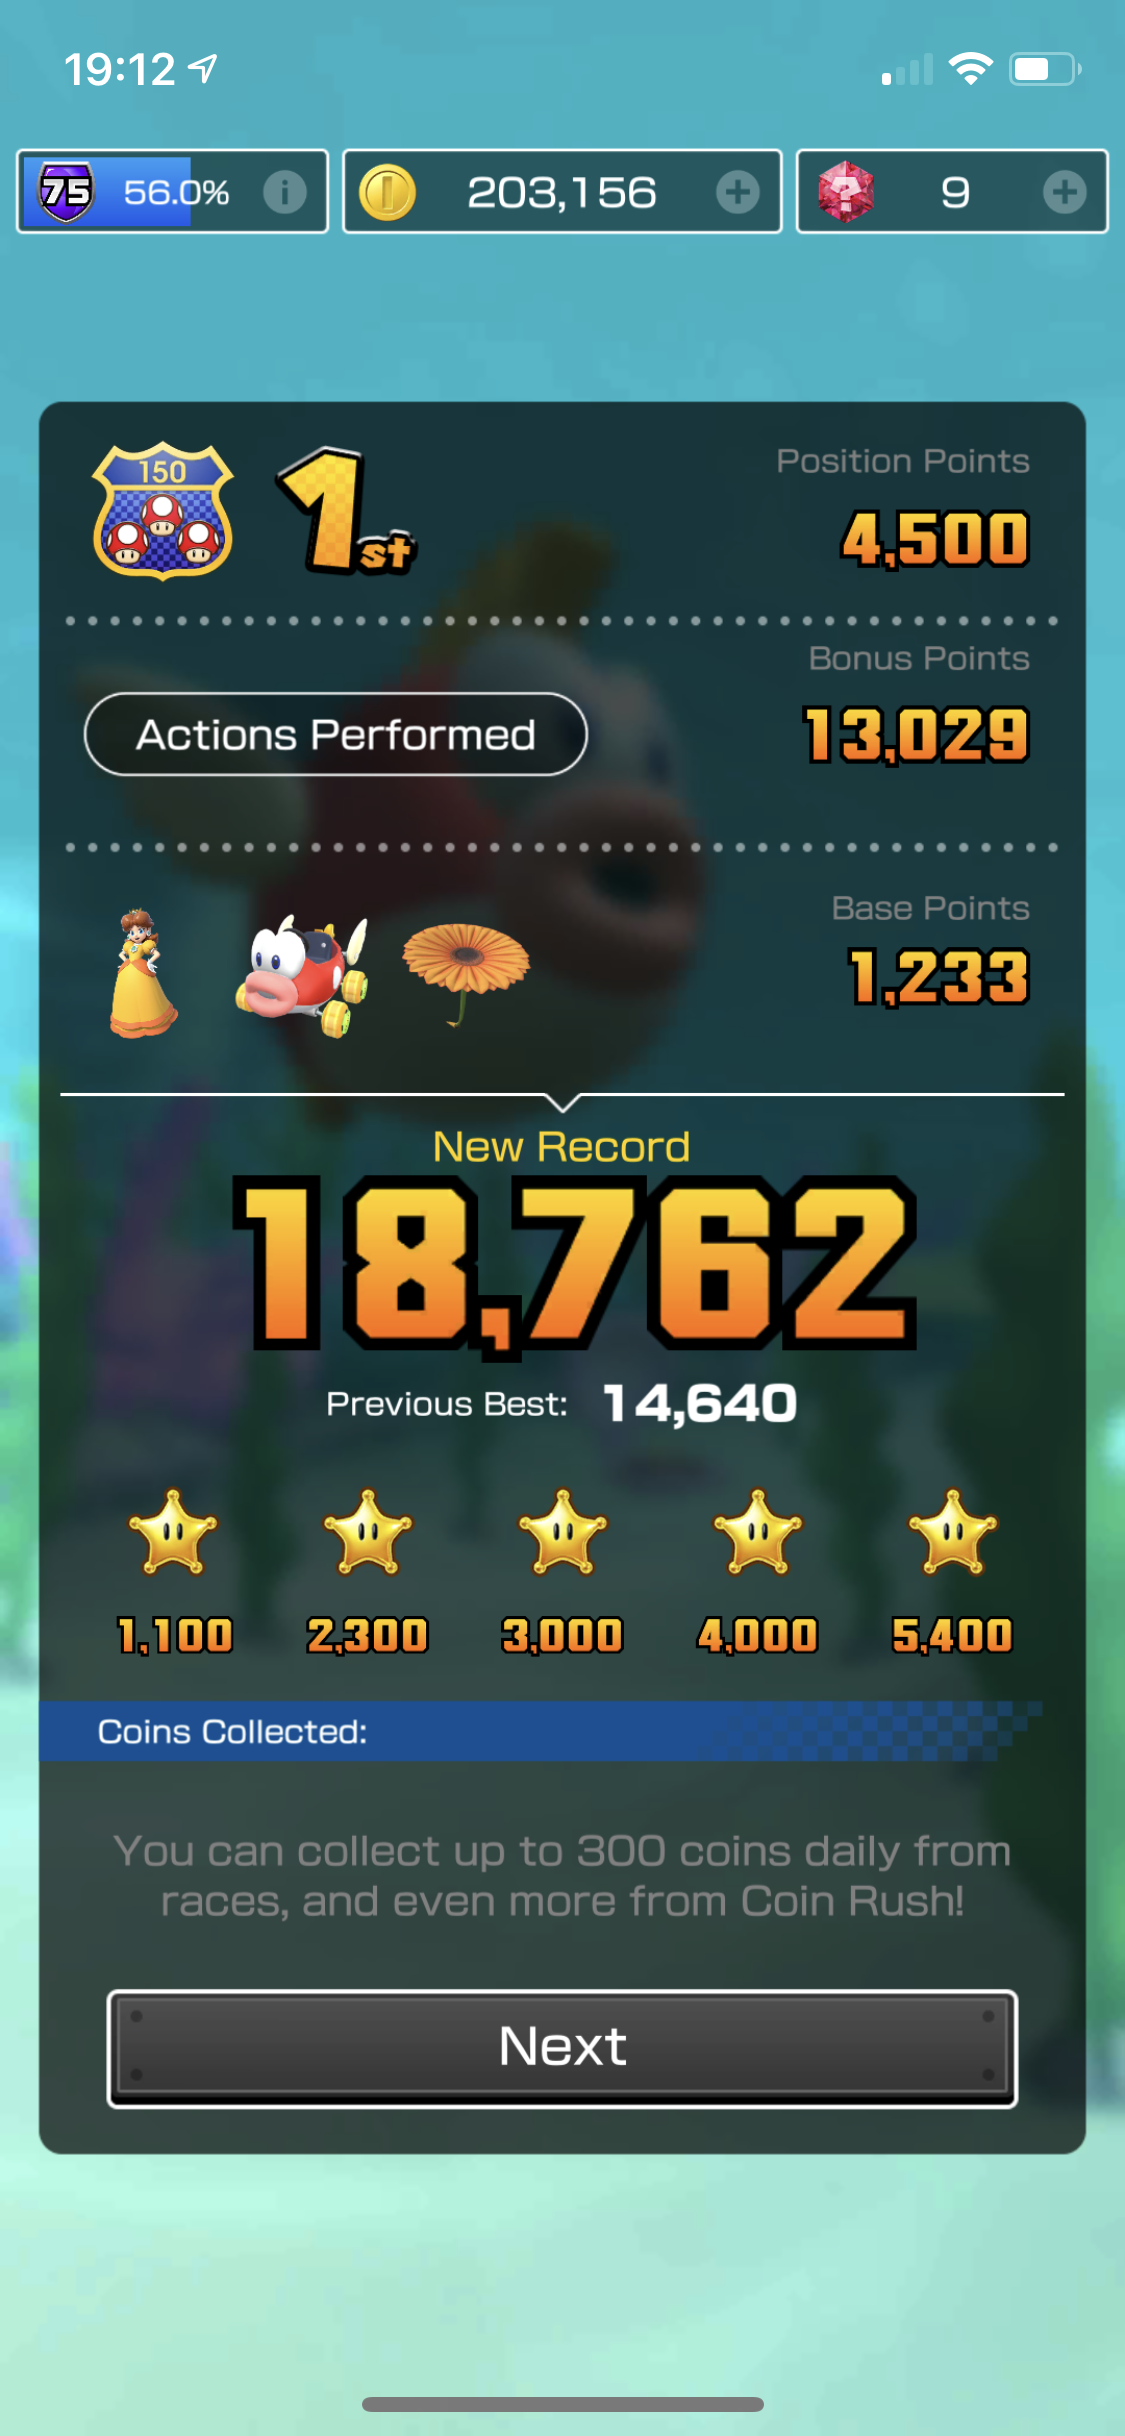 19:12
75 56.0% 203,156 9
150 1st Position Points
4,500
Bonus Points
Actions Performed 13,029
Base Points
1,233
New Record
18,762
Previous Best: 14,640
1,100 2,300 3,000 4,000 5,400
Coins Collected:
You can collect up to 300 coins daily from
races, and even more from Coin Rush!
Next